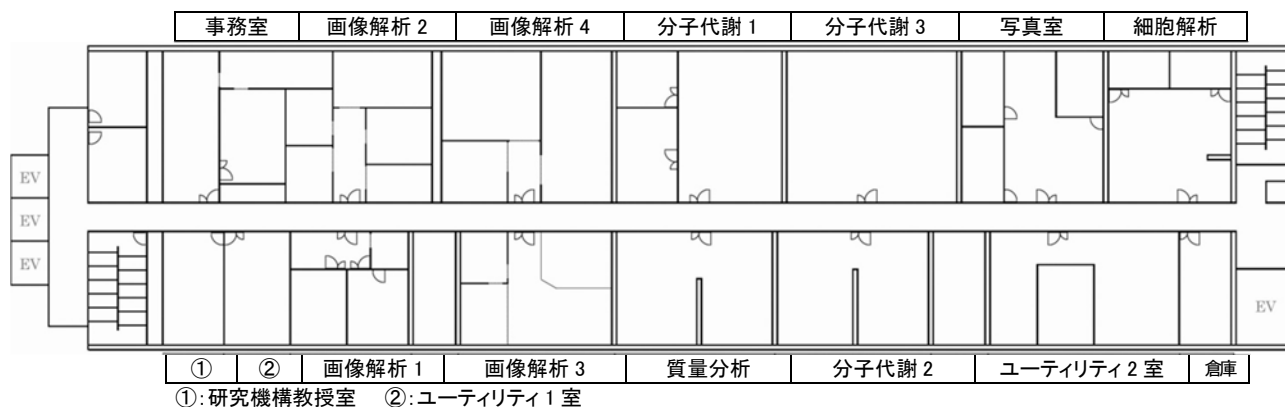 事務室 画像解析 2 画像解析 4 分子代謝 1 分子代謝 3 写真室 細胞解析
EV
EV
EV
EV
① ② 画像解析 1 画像解析 3 質量分析 分子代謝 2 ユーティリティ 2 室 倉庫
①：研究機構教授室 ②：ユーティリティ 1 室